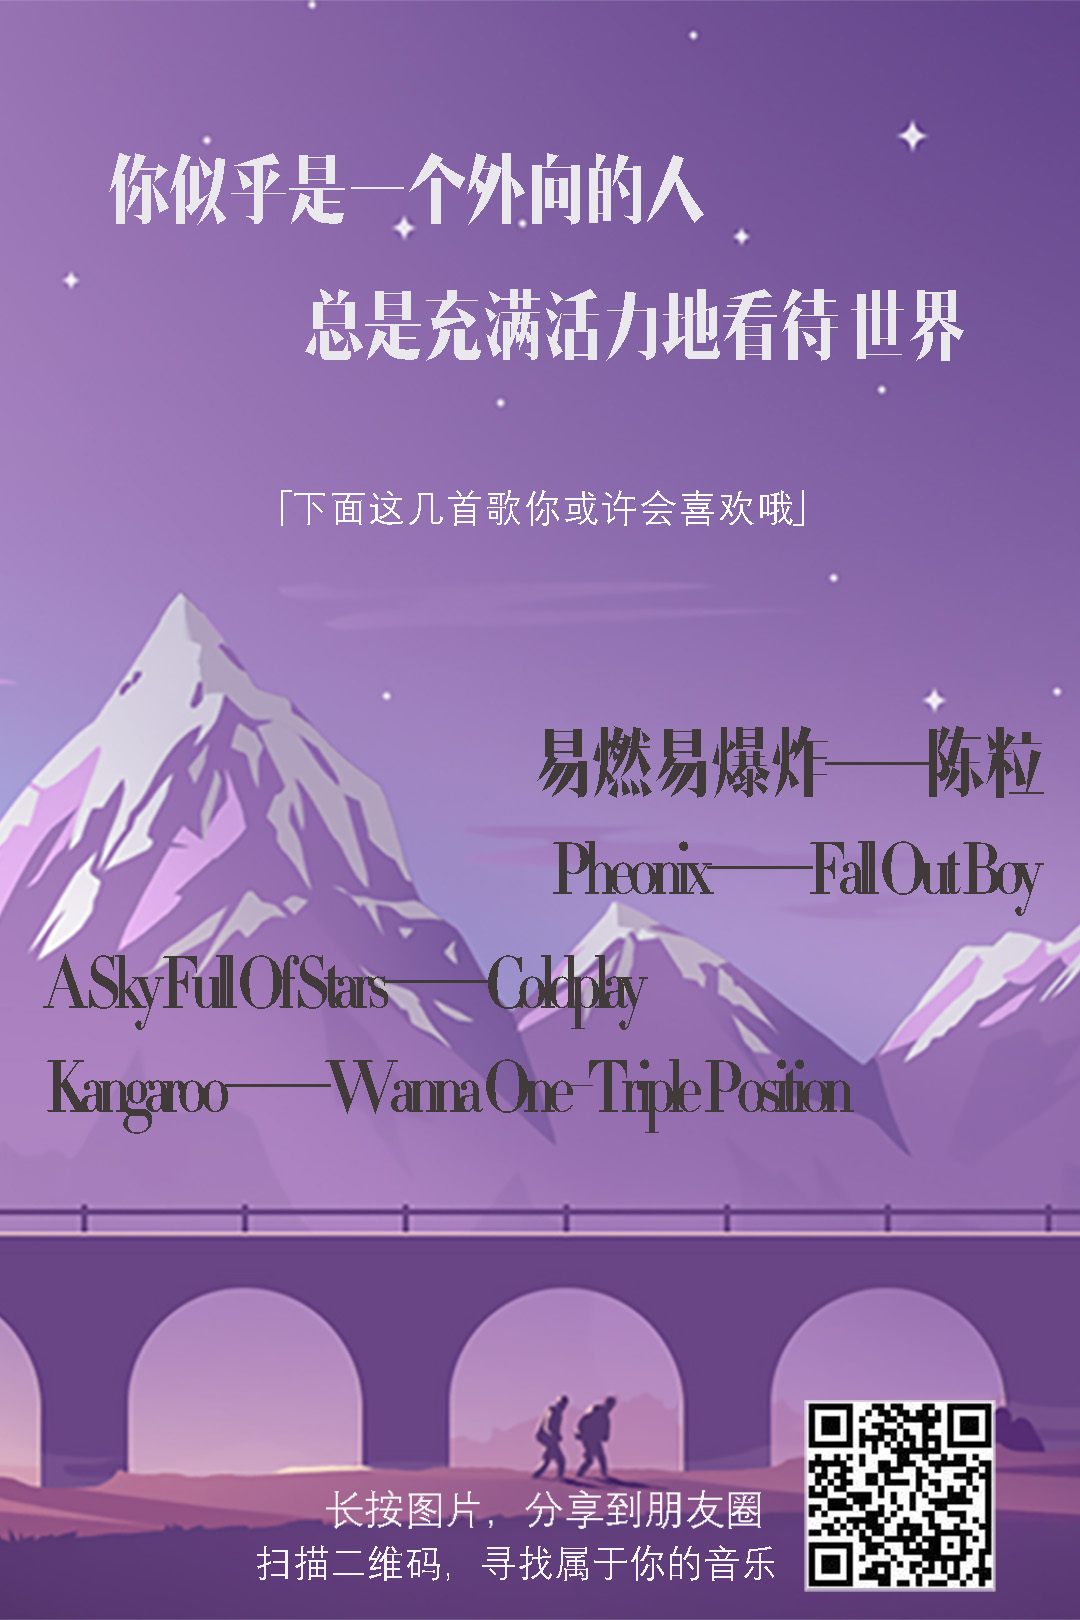 你似乎是一个外向的人
总是充满活力地看待世界
「下面这几首歌你或许会喜欢哦」
易燃易爆炸——陈粒
Pheonix——Fall Out Boy
A Sky Full Of Stars——Coldplay
Kangaroo——Wanna One-Triple Position
长按图片，分享到朋友圈
扫描二维码，寻找属于你的音乐